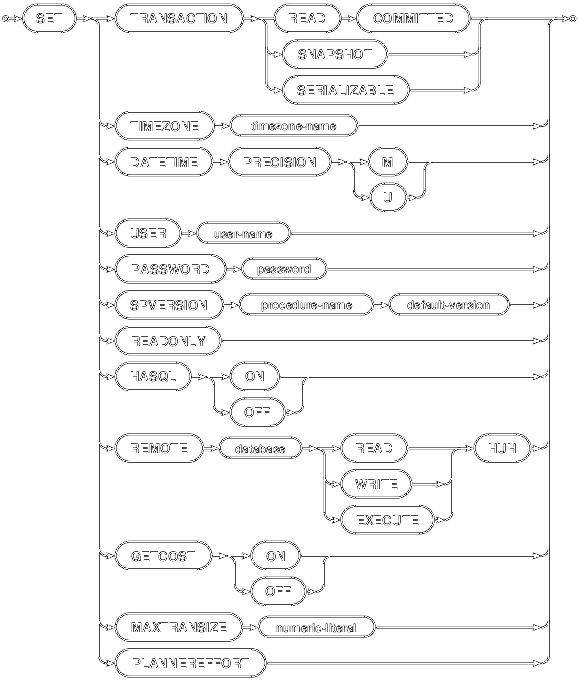 SET TRANSACTION READ COMMITTED
SNAPSHOT
SERIALIZABLE
TIMEZONE timezone-name
DATETIME PRECISION M
U
USER user-name
PASSWORD password
SPVERSION procedure-name default-version
READONLY
HASQL ON
OFF
REMOTE database READ HUH
WRITE
EXECUTE
GETCOST ON
OFF
MAXTRANSIZE numeric-literal
PLANNEREFFORT